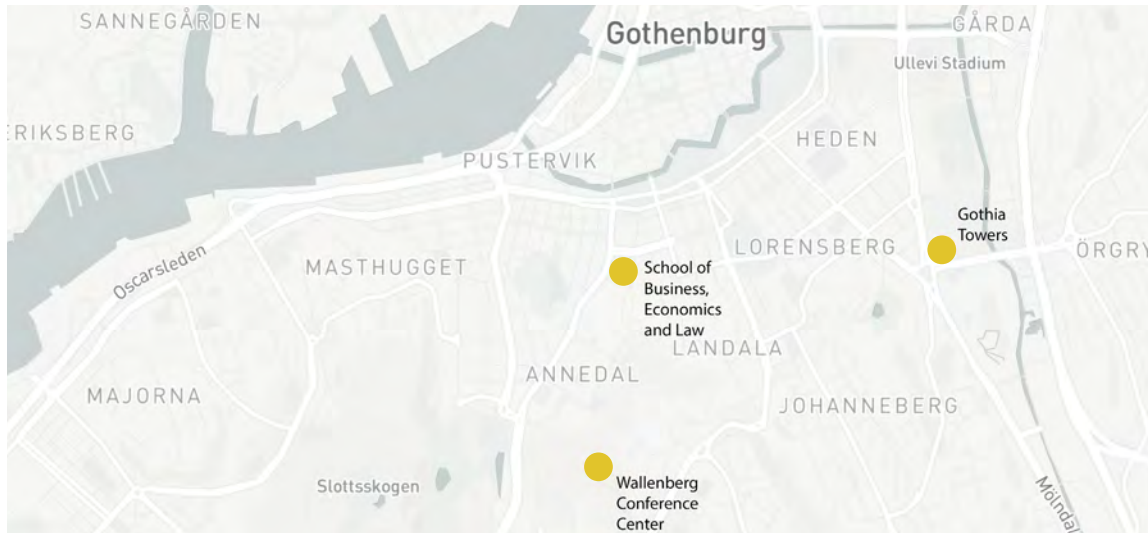 SANNEGÅRDEN
Gothenburg
GÅRDA
Ullevi Stadium
ERIKSBERG
PUSTERVIK
HEDEN
Gothia
Towers
Oscarsleden
MASTHUGGET
LORENSBERG
ÖRGRY
School of
Business,
Economics
and Law
LANDALA
ANNEDAL
MAJORNA
JOHANNEBERG
Slottsskogen
Wallenberg
Conference
Center
Mölndal